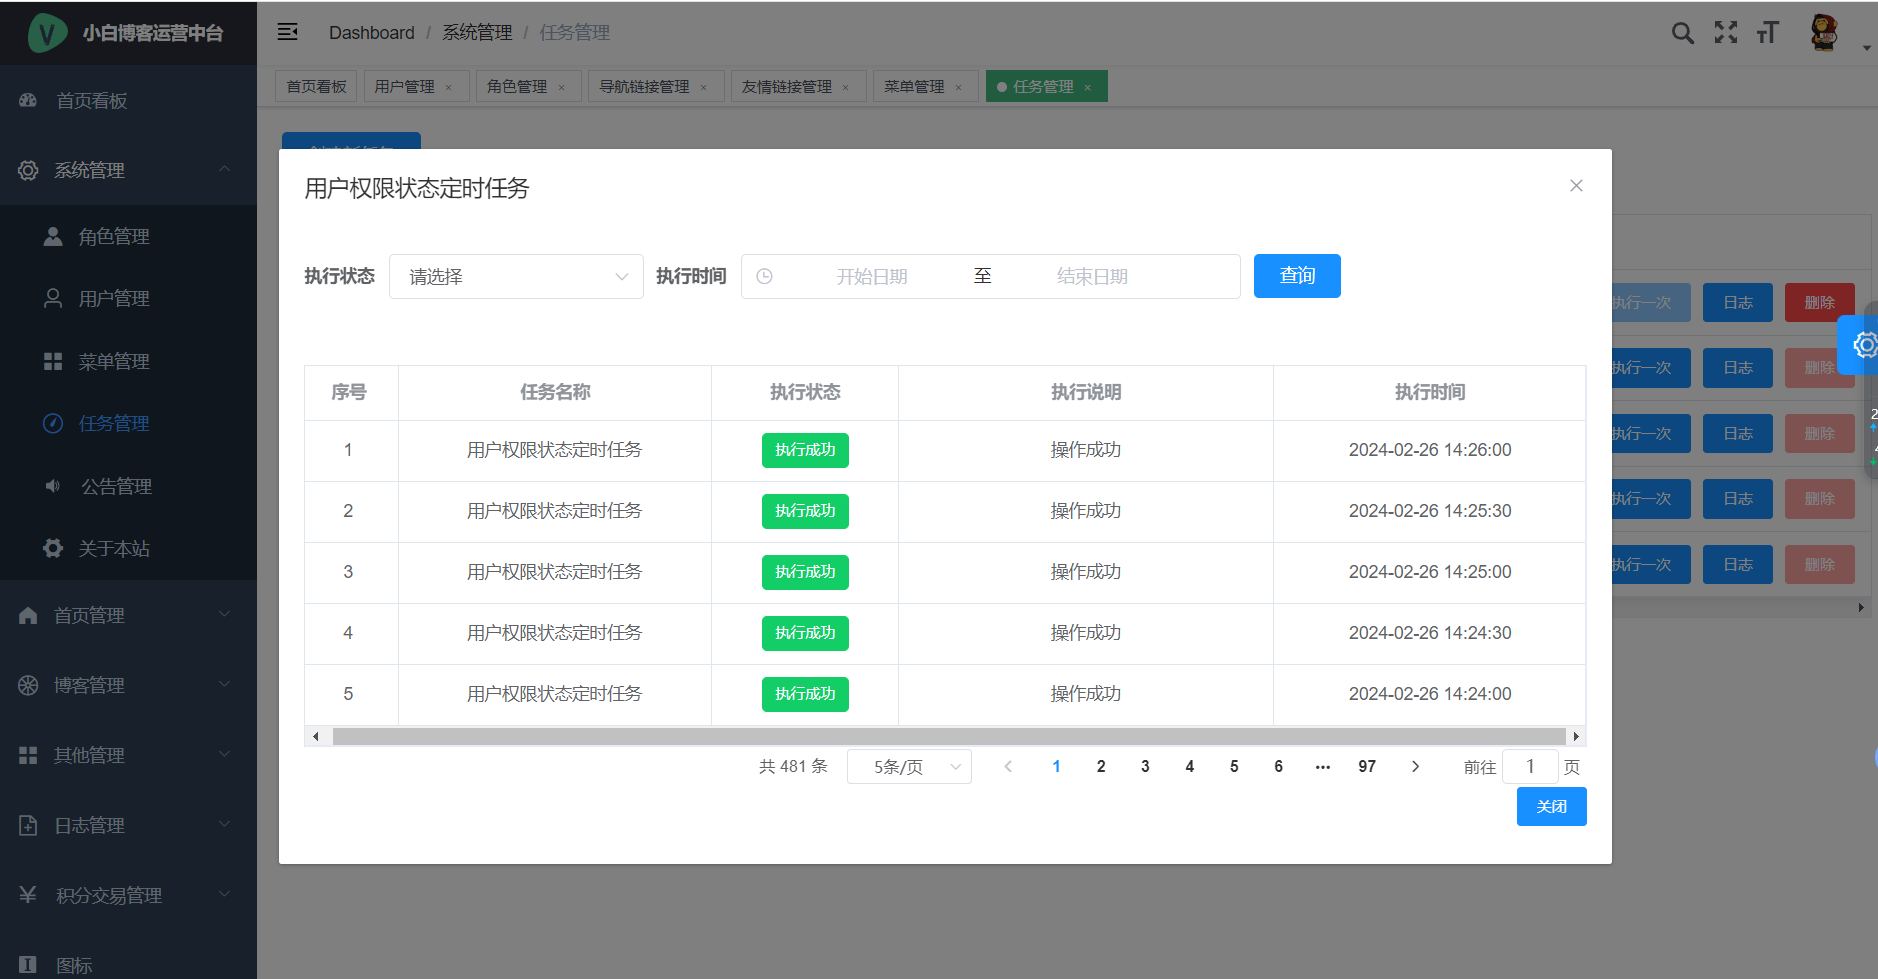 小白博客运营中台
Dashboard / 系统管理 / 任务管理
首页看板
用户管理 ×
角色管理 ×
导航链接管理 ×
友情链接管理 ×
菜单管理 ×
任务管理 ×
首页看板
系统管理
角色管理
用户管理
菜单管理
任务管理
公告管理
关于本站
首页管理
博客管理
其他管理
日志管理
积分交易管理
图标
用户权限状态定时任务
执行状态 请选择 执行时间 开始日期 至 结束日期 查询
序号 任务名称 执行状态 执行说明 执行时间
1 用户权限状态定时任务 执行成功 操作成功 2024-02-26 14:26:00
2 用户权限状态定时任务 执行成功 操作成功 2024-02-26 14:25:30
3 用户权限状态定时任务 执行成功 操作成功 2024-02-26 14:25:00
4 用户权限状态定时任务 执行成功 操作成功 2024-02-26 14:24:30
5 用户权限状态定时任务 执行成功 操作成功 2024-02-26 14:24:00
共 481 条 5条/页 1 2 3 4 5 6 ··· 97 前往 1 页
关闭
执行一次 日志 删除
执行一次 日志 删除
执行一次 日志 删除
执行一次 日志 删除
执行一次 日志 删除